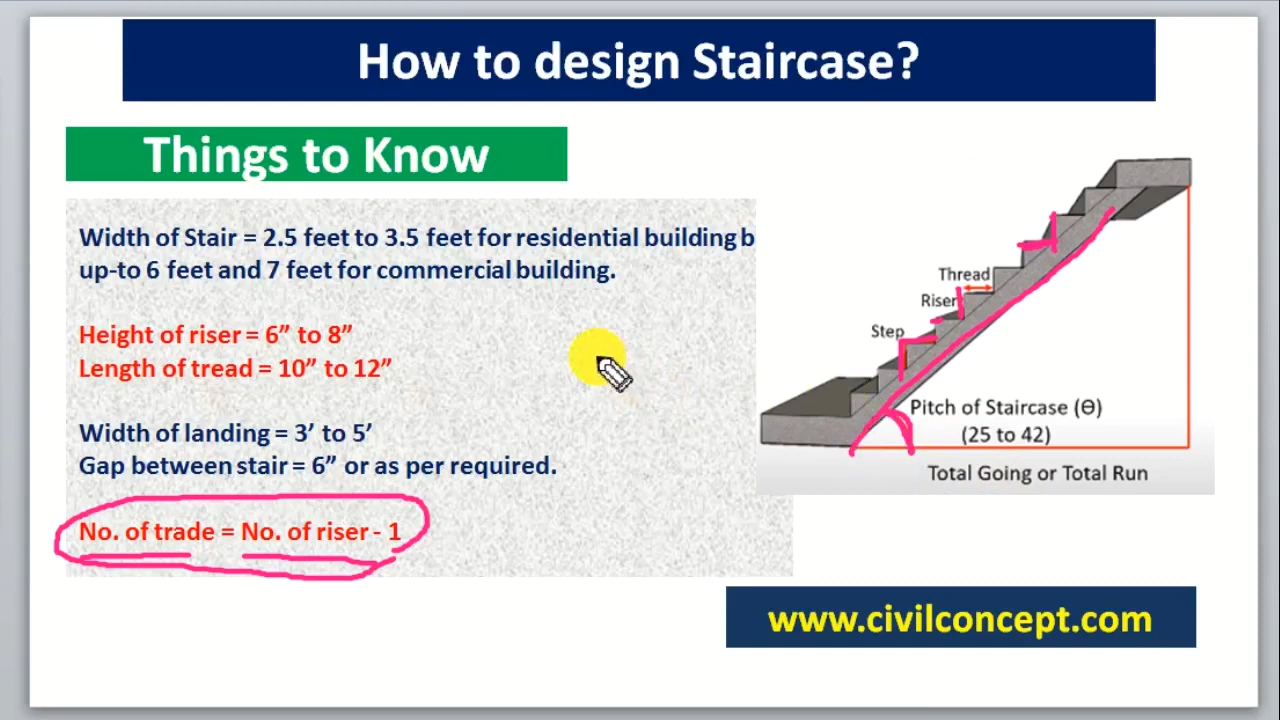 How to design Staircase?
Things to Know
Width of Stair = 2.5 feet to 3.5 feet for residential building b
up-to 6 feet and 7 feet for commercial building.
Height of riser = 6” to 8”
Length of tread = 10” to 12”
Width of landing = 3’ to 5’
Gap between stair = 6” or as per required.
No. of trade = No. of riser - 1
Thread
Riser
Step
Pitch of Staircase (Ө)
(25 to 42)
Total Going or Total Run
www.civilconcept.com